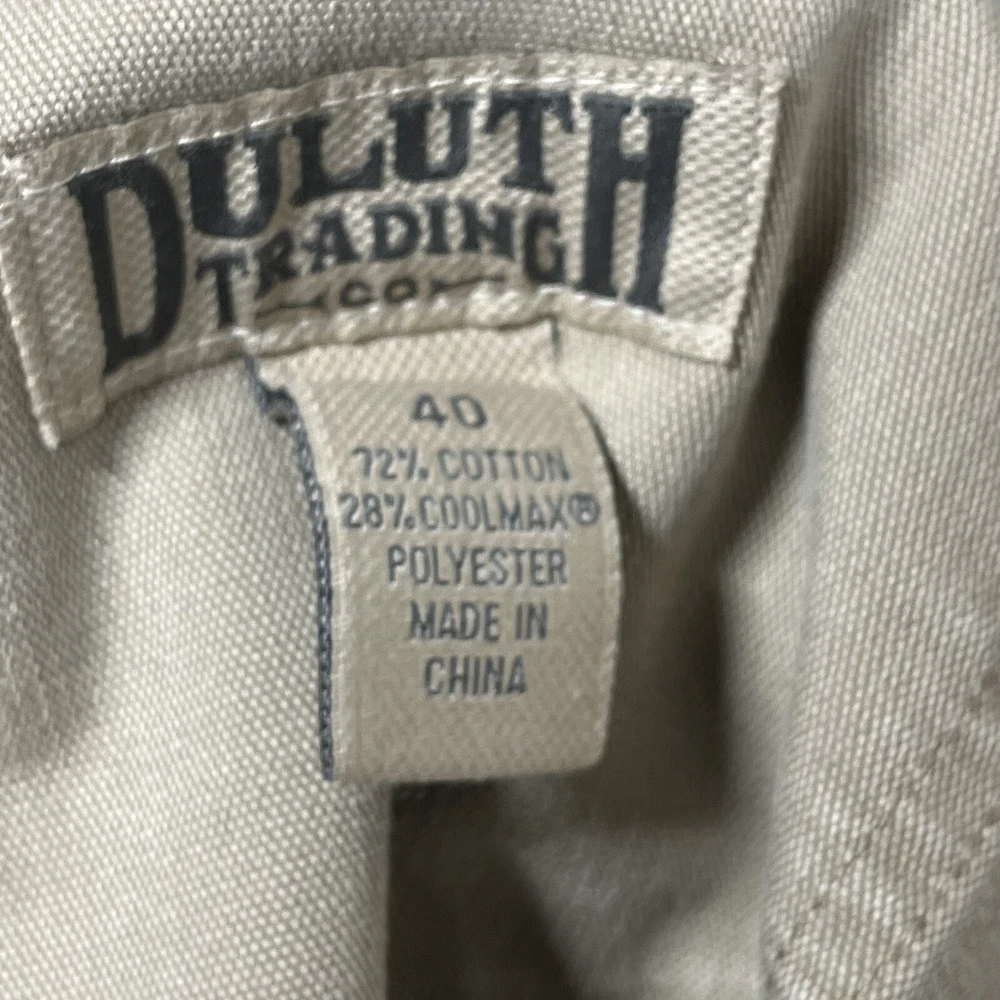 DULUTH
TRADING
CO
40
72% COTTON
28% COOLMAX®
POLYESTER
MADE IN
CHINA